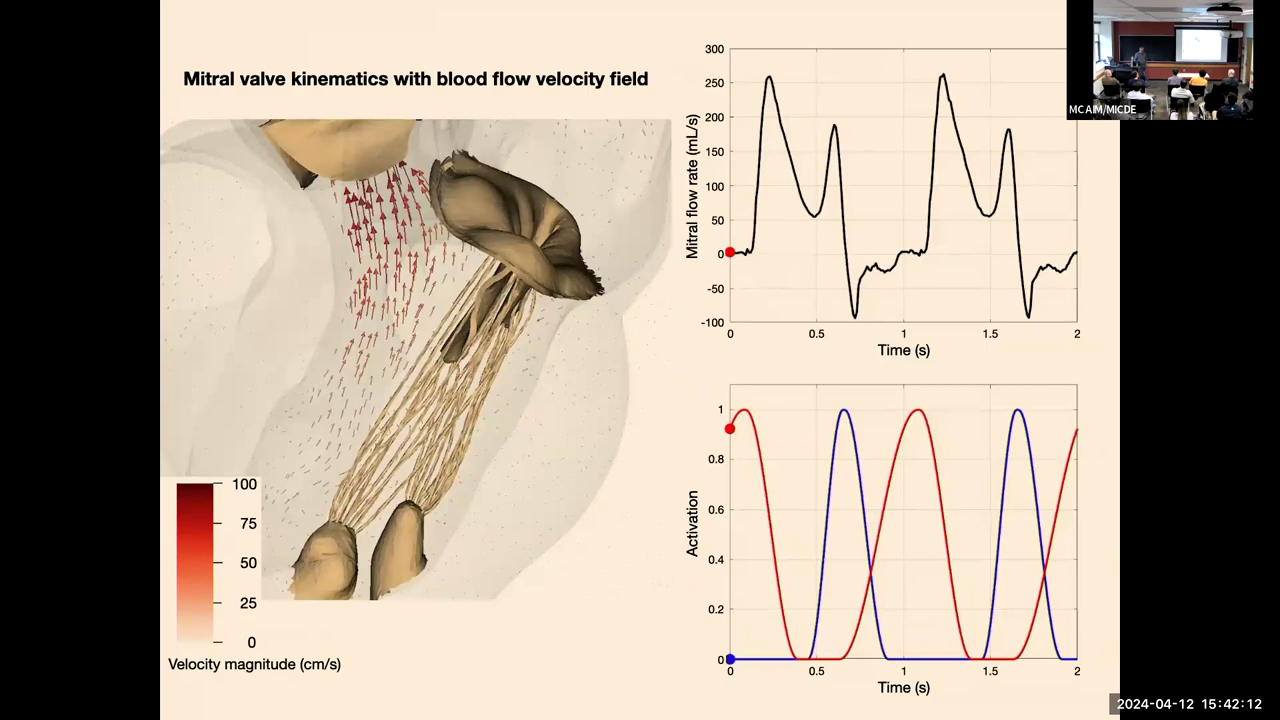 Mitral valve kinematics with blood flow velocity field
100
75
50
25
0
Velocity magnitude (cm/s)
Mitral flow rate (mL/s)
300
250
200
150
100
50
0
-50
-100
0 0.5 1 1.5 2
Time (s)
Activation
1
0.8
0.6
0.4
0.2
0
0 0.5 1 1.5 2
Time (s)
MCAIM/MICDE
2024-04-12 15:42:12